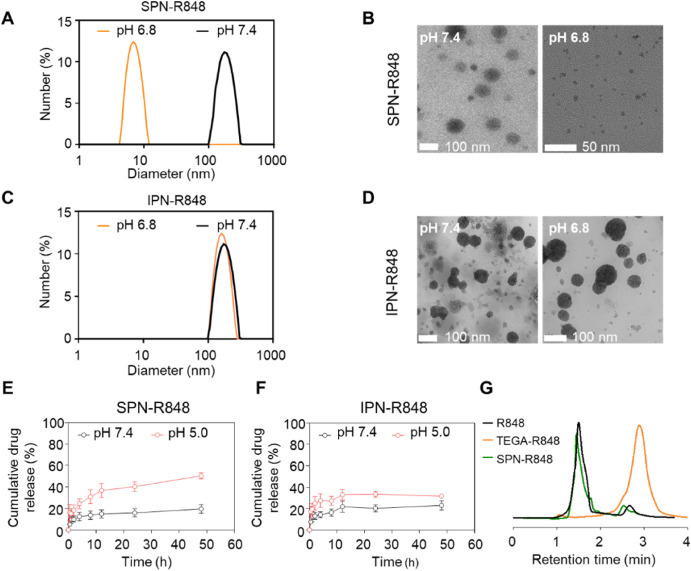 A
SPN-R848
pH 6.8
pH 7.4
Number (%)
15
10
5
0
1
10
100
1000
Diameter (nm)
B
SPN-R848
pH 7.4
100 nm
pH 6.8
50 nm
C
IPN-R848
pH 6.8
pH 7.4
Number (%)
15
10
5
0
1
10
100
1000
Diameter (nm)
D
IPN-R848
pH 7.4
100 nm
pH 6.8
100 nm
E
SPN-R848
pH 7.4
pH 5.0
Cumulative drug
release (%)
100
80
60
40
20
0
0
10
20
30
40
50
60
Time (h)
F
IPN-R848
pH 7.4
pH 5.0
Cumulative drug
release (%)
100
80
60
40
20
0
0
10
20
30
40
50
60
Time (h)
G
R848
TEGA-R848
SPN-R848
0
1
2
3
4
Retention time (min)